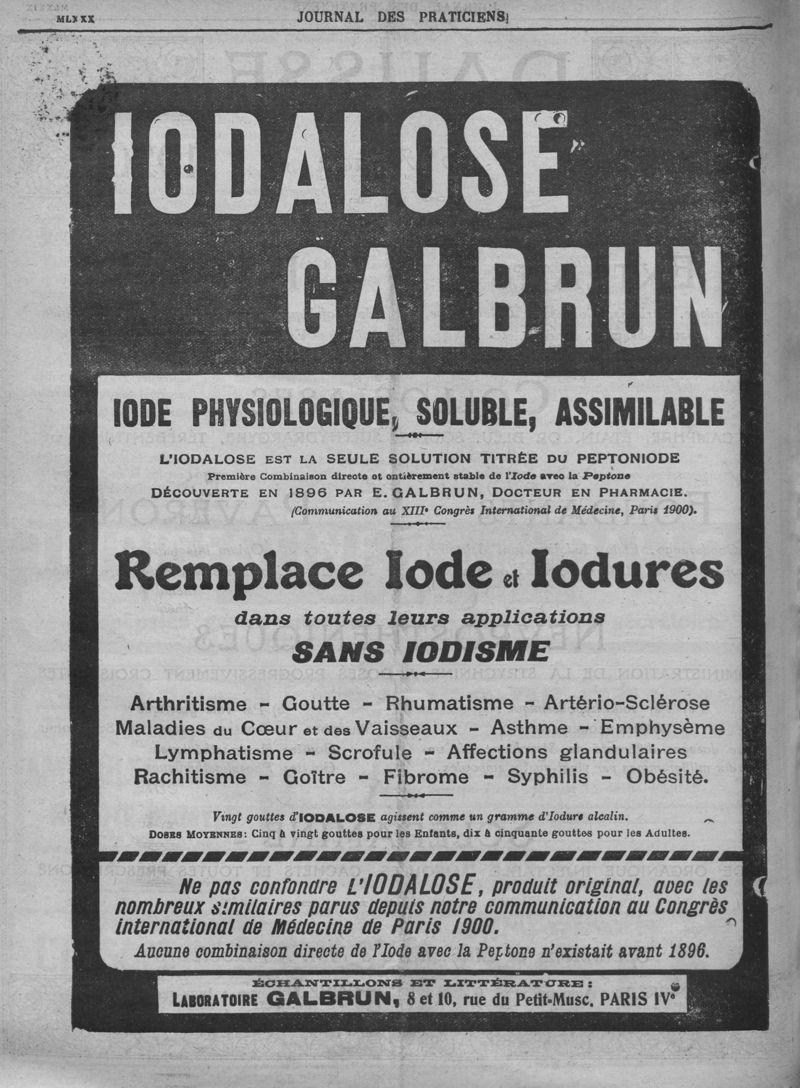 MLXXX
JOURNAL DES PRATICIENS
IODALOSE
GALBRUN
IODE PHYSIOLOGIQUE, SOLUBLE, ASSIMILABLE
L'IODALOSE EST LA SEULE SOLUTION TITRÉE DU PEPTONIODE
Première Combinaison directe et entièrement stable de l'Iode avec la Peptone
DÉCOUVERTE EN 1896 PAR E. GALBRUN, DOCTEUR EN PHARMACIE.
(Communication au XIIIe Congrès International de Médecine, Paris 1900).
Remplace Iode et Iodures
dans toutes leurs applications
SANS IODISME
Arthritisme - Goutte - Rhumatisme - Artério-Sclérose
Maladies du Cœur et des Vaisseaux - Asthme - Emphysème
Lymphatisme - Scrofule - Affections glandulaires
Rachitisme - Goître - Fibrome - Syphilis - Obésité.
Vingt gouttes d'IODALOSE agissent comme un gramme d'Iodure alcalin.
DOSES MOYENNES: Cinq à vingt gouttes pour les Enfants, dix à cinquante gouttes pour les Adultes.
Ne pas confondre L'IODALOSE, produit original, avec les
nombreux similaires parus depuis notre communication au Congrès
international de Médecine de Paris 1900.
Aucune combinaison directe de l'Iode avec la Peptone n'existait avant 1896.
ÉCHANTILLONS ET LITTÉRATURE:
LABORATOIRE GALBRUN, 8 et 10, rue du Petit-Musc, PARIS IVe